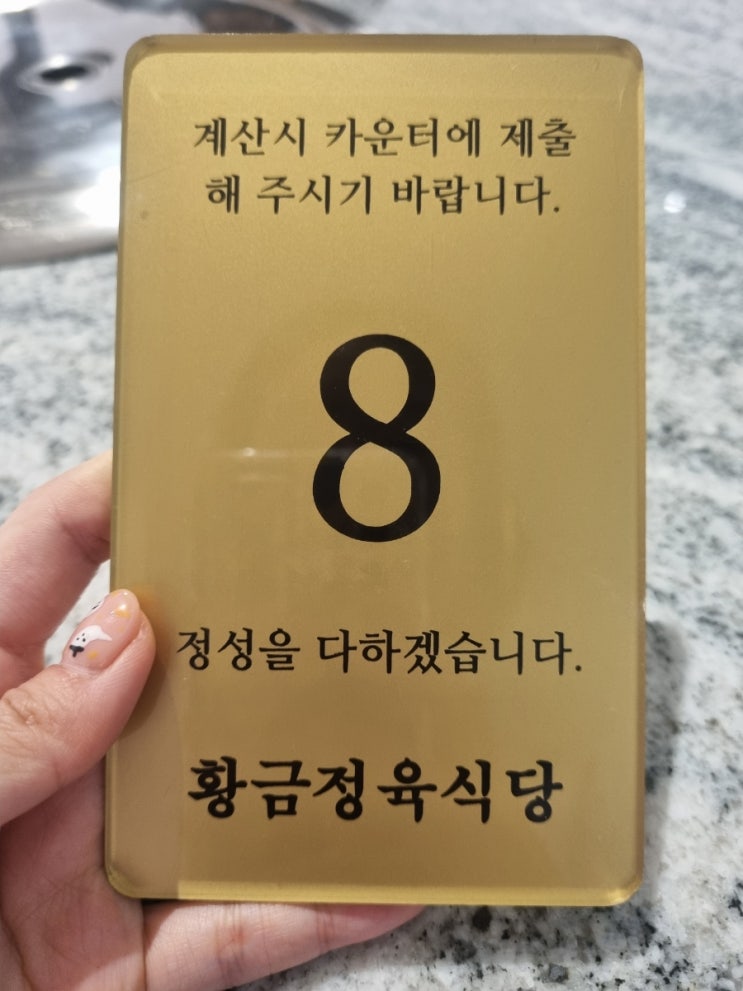 계산시 카운터에 제출
해 주시기 바랍니다.
8
정성을 다하겠습니다.
황금정육식당